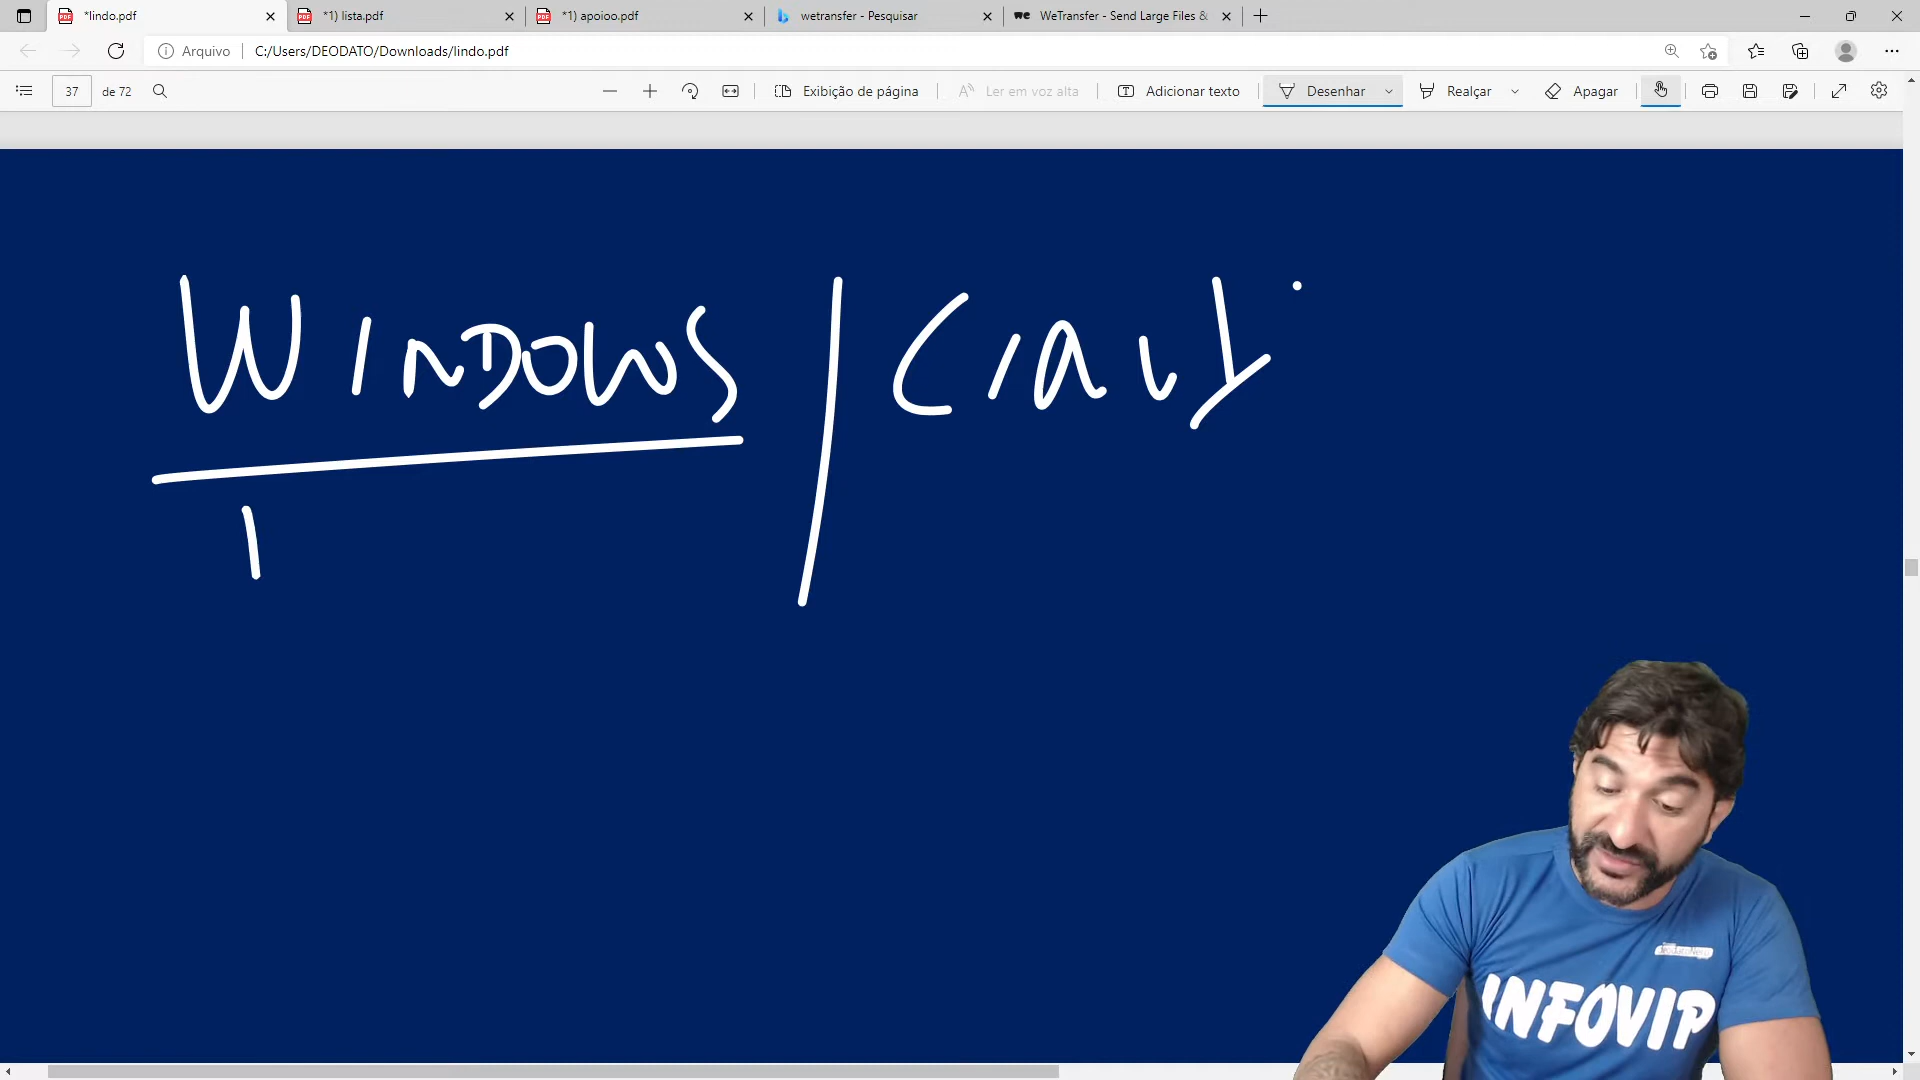 *lindo.pdf
*1) lista.pdf
*1) apoioo.pdf
wetransfer - Pesquisar
WeTransfer - Send Large Files &
Arquivo
C:/Users/DEODATO/Downloads/lindo.pdf
37 de 72
Exibição de página
Ler em voz alta
Adicionar texto
Desenhar
Realçar
Apagar
WINDOWS
INFOVIP